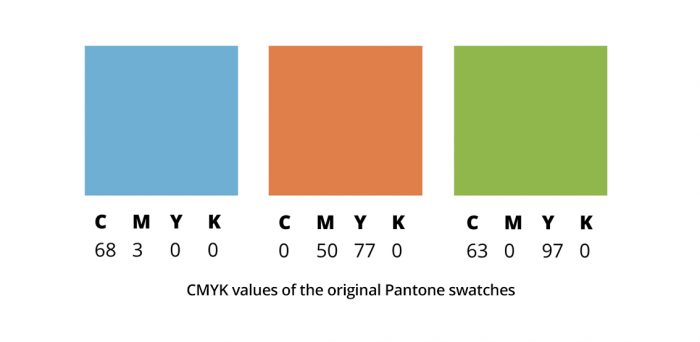 C M Y K
68 3 0 0
C M Y K
0 50 77 0
C M Y K
63 0 97 0
CMYK values of the original Pantone swatches